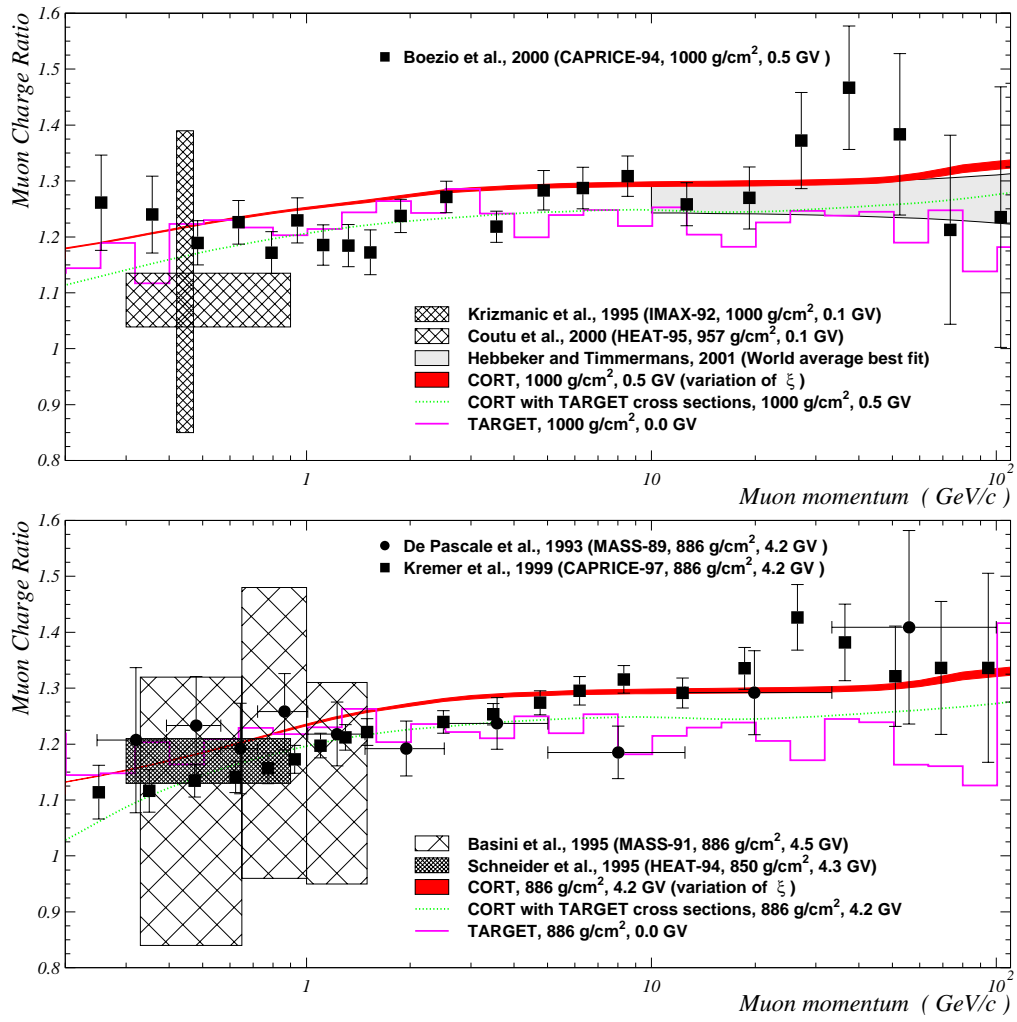 Muon Charge Ratio
1.6
1.5
1.4
1.3
1.2
1.1
1
0.9
0.8
Boezio et al., 2000 (CAPRICE-94, 1000 g/cm², 0.5 GV )
Krizmanic et al., 1995 (IMAX-92, 1000 g/cm², 0.1 GV)
Coutu et al., 2000 (HEAT-95, 957 g/cm², 0.1 GV)
Hebbeker and Timmermans, 2001 (World average best fit)
CORT, 1000 g/cm², 0.5 GV (variation of ξ)
CORT with TARGET cross sections, 1000 g/cm², 0.5 GV
TARGET, 1000 g/cm², 0.0 GV
1 10 10²
Muon momentum ( GeV/c )
Muon Charge Ratio
1.6
1.5
1.4
1.3
1.2
1.1
1
0.9
0.8
De Pascale et al., 1993 (MASS-89, 886 g/cm², 4.2 GV )
Kremer et al., 1999 (CAPRICE-97, 886 g/cm², 4.2 GV )
Basini et al., 1995 (MASS-91, 886 g/cm², 4.5 GV)
Schneider et al., 1995 (HEAT-94, 850 g/cm², 4.3 GV)
CORT, 886 g/cm², 4.2 GV (variation of ξ)
CORT with TARGET cross sections, 886 g/cm², 4.2 GV
TARGET, 886 g/cm², 0.0 GV
1 10 10²
Muon momentum ( GeV/c )